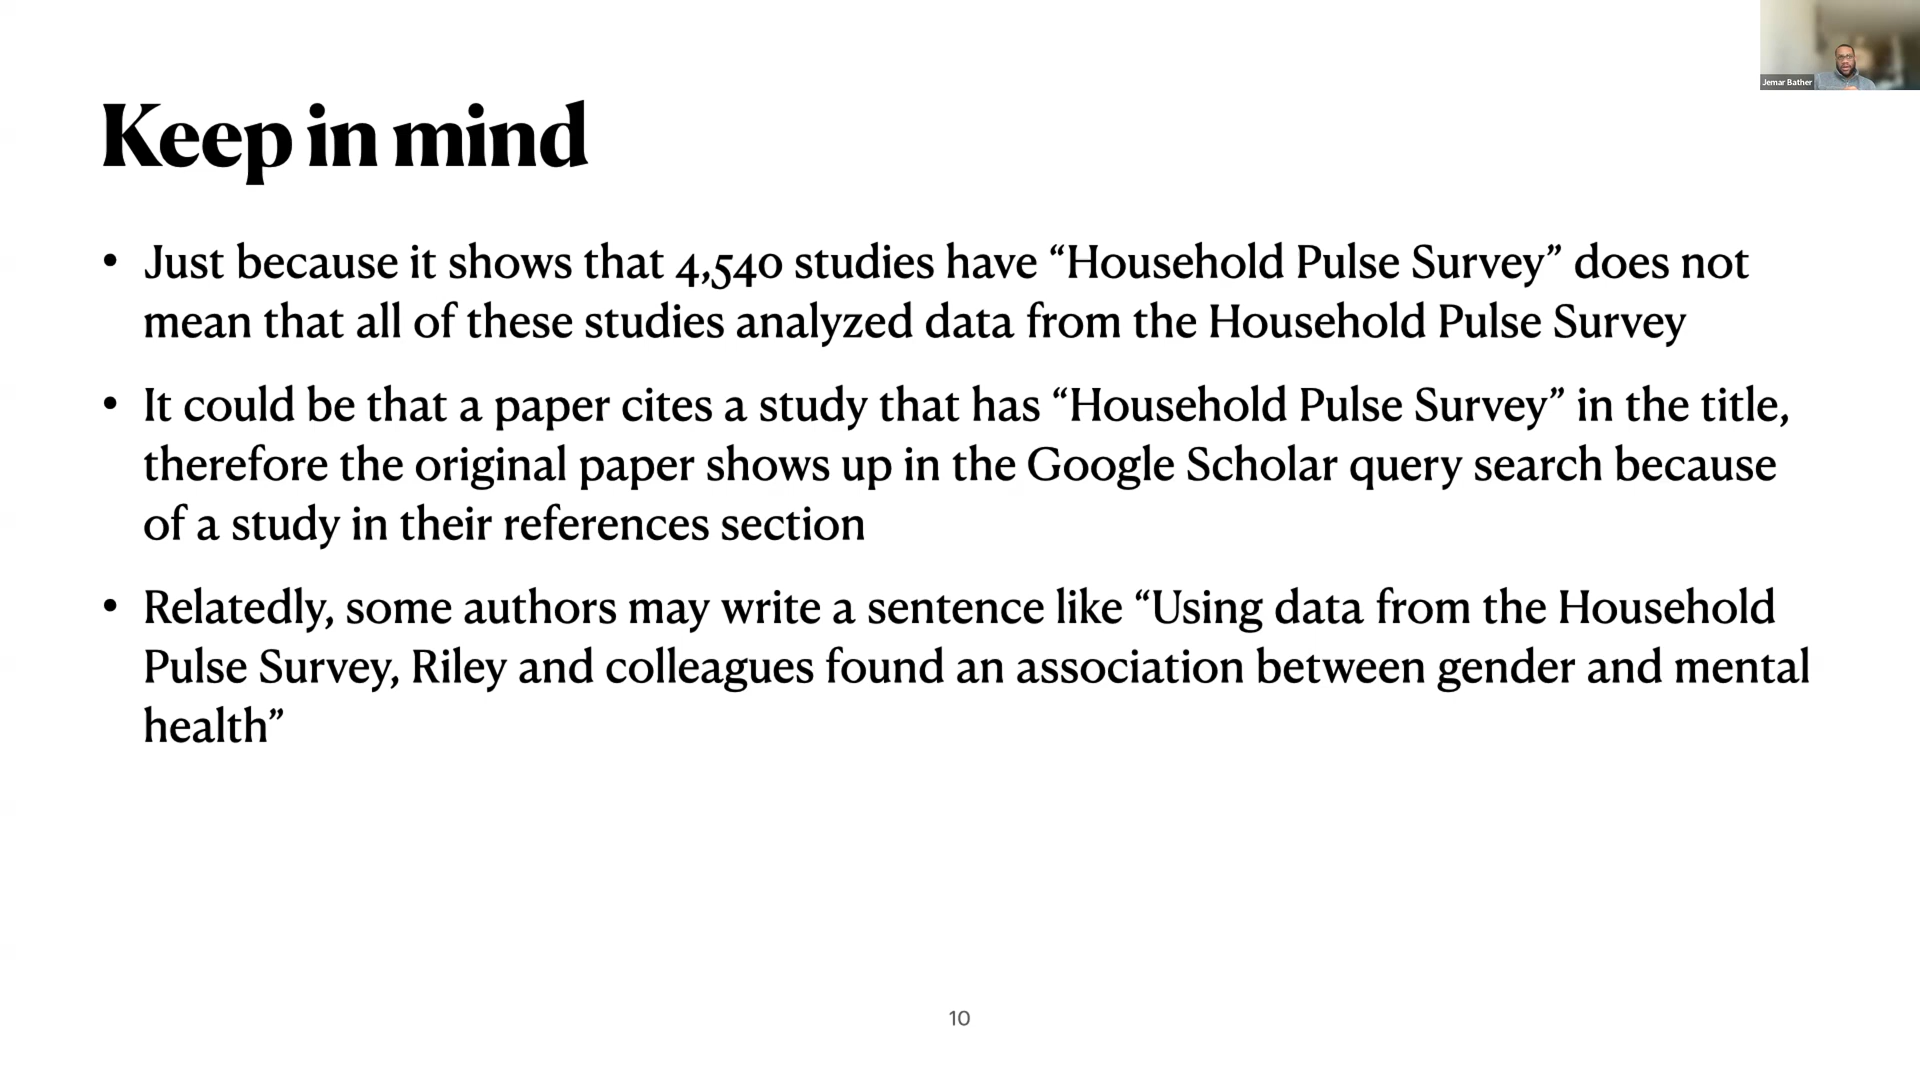 Jemar Bather
Keep in mind
• Just because it shows that 4,540 studies have “Household Pulse Survey” does not
mean that all of these studies analyzed data from the Household Pulse Survey
• It could be that a paper cites a study that has “Household Pulse Survey” in the title,
therefore the original paper shows up in the Google Scholar query search because
of a study in their references section
• Relatedly, some authors may write a sentence like “Using data from the Household
Pulse Survey, Riley and colleagues found an association between gender and mental
health”
10